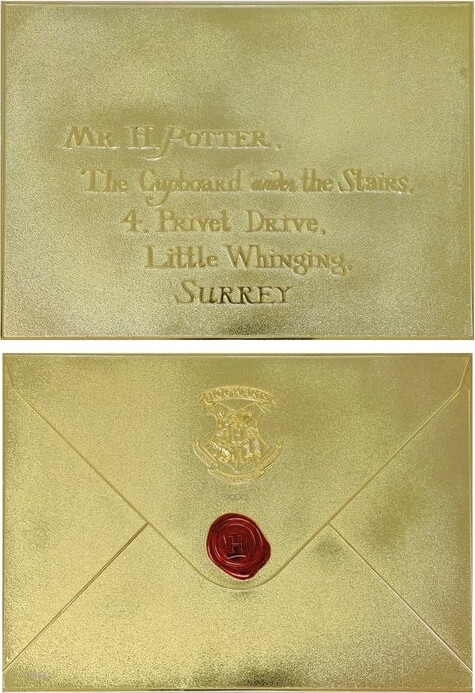 Mr. H. Potter,
The Cupboard under the Stairs,
4, Privet Drive,
Little Whinging,
SURREY
HOGWARTS
H